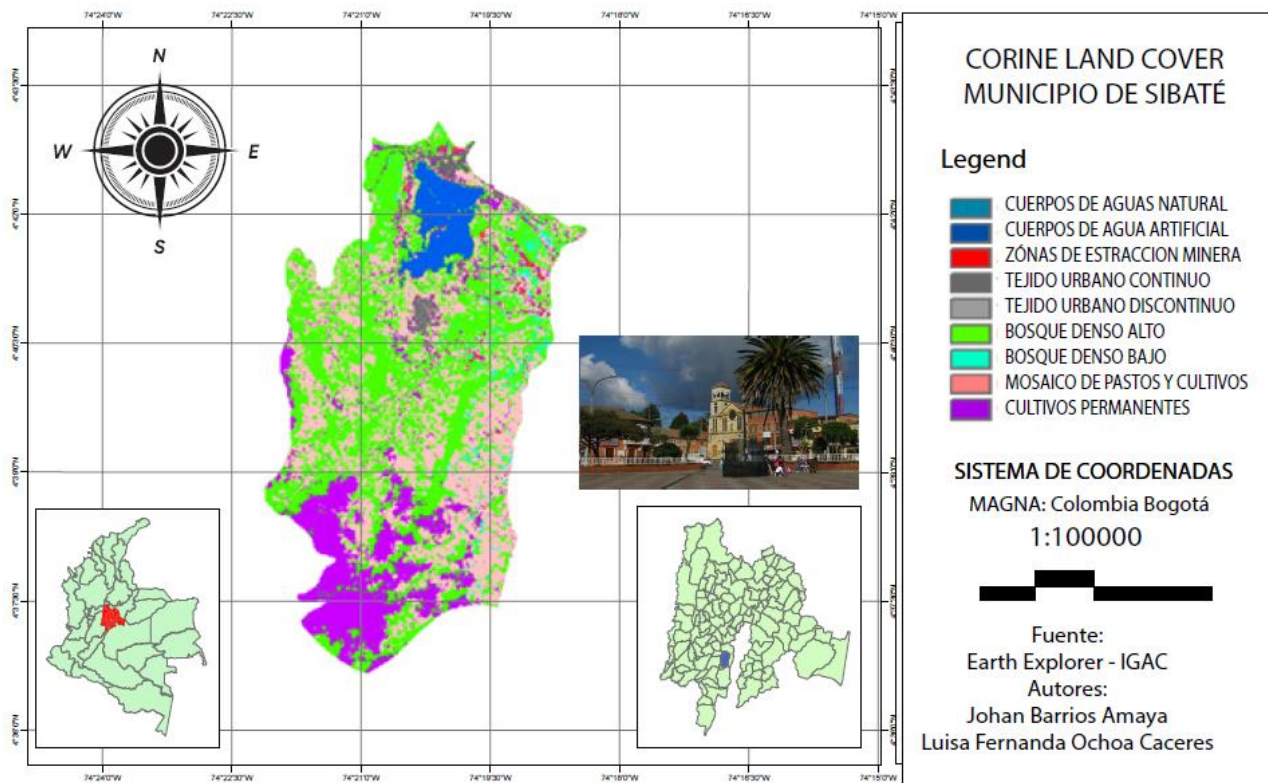 74°24'0"W 74°22'30"W 74°21'0"W 74°19'30"W 74°18'0"W 74°16'30"W 74°15'0"W
N
W E
S
CORINE LAND COVER
MUNICIPIO DE SIBATÉ
Legend
CUERPOS DE AGUAS NATURAL
CUERPOS DE AGUA ARTIFICIAL
ZÓNAS DE ESTRACCION MINERA
TEJIDO URBANO CONTINUO
TEJIDO URBANO DISCONTINUO
BOSQUE DENSO ALTO
BOSQUE DENSO BAJO
MOSAICO DE PASTOS Y CULTIVOS
CULTIVOS PERMANENTES
SISTEMA DE COORDENADAS
MAGNA: Colombia Bogotá
1:100000
Fuente:
Earth Explorer - IGAC
Autores:
Johan Barrios Amaya
Luisa Fernanda Ochoa Caceres
74°24'0"W 74°22'30"W 74°21'0"W 74°19'30"W 74°18'0"W 74°16'30"W 74°15'0"W